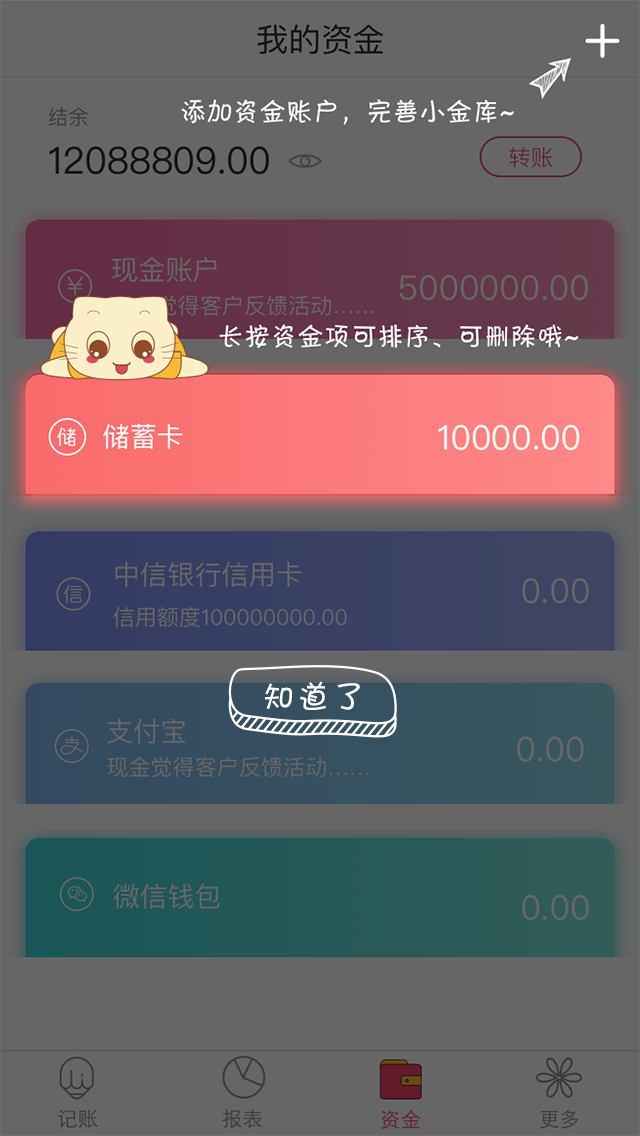 我的资金
添加资金账户，完善小金库~
结余
12088809.00
转账
¥
现金账户
觉得客户反馈活动……
5000000.00
长按资金项可排序、可删除哦~
储
储蓄卡
10000.00
信
中信银行信用卡
信用额度100000000.00
0.00
知道了
支
支付宝
现金觉得客户反馈活动……
0.00
微信钱包
0.00
记账
报表
资金
更多